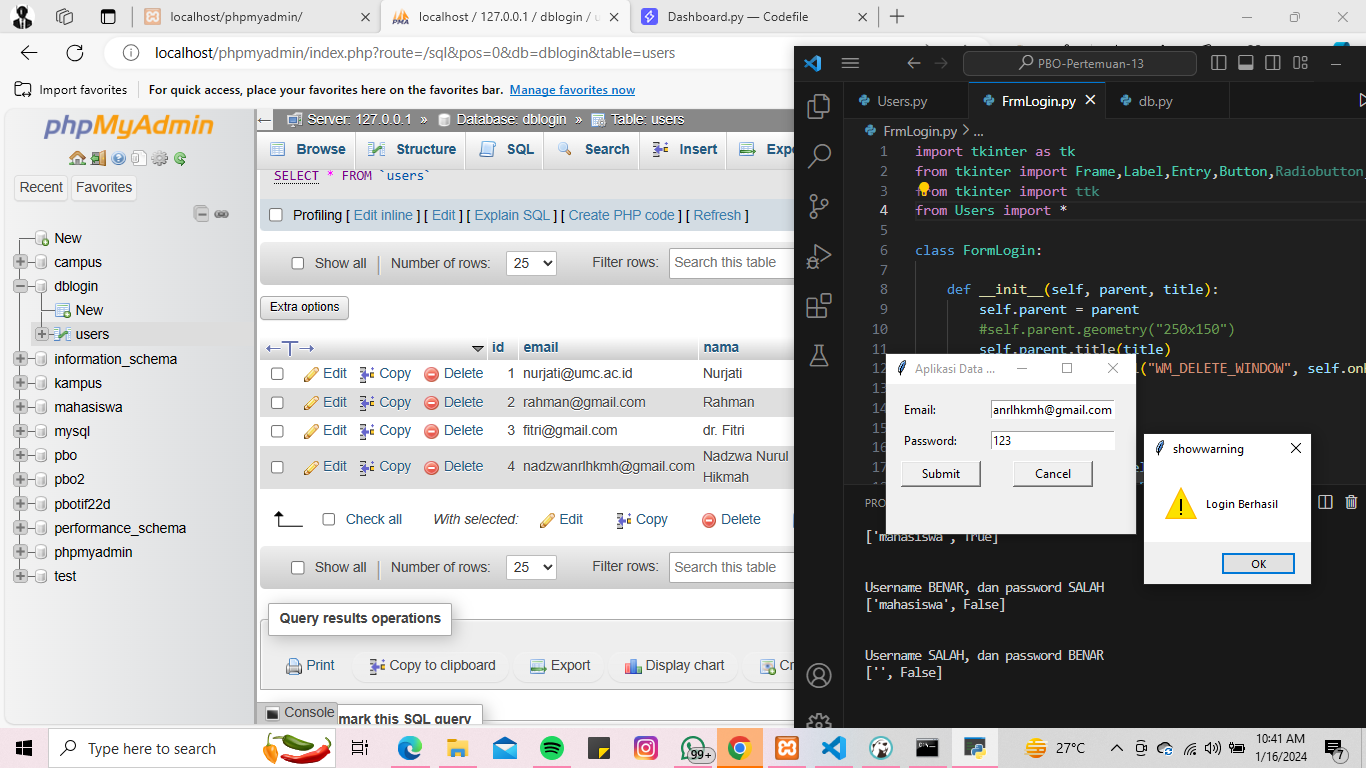 localhost/phpmyadmin/
localhost / 127.0.0.1 / dblogin / u
Dashboard.py — Codefile
localhost/phpmyadmin/index.php?route=/sql&pos=0&db=dblogin&table=users
Import favorites
For quick access, place your favorites here on the favorites bar. Manage favorites now
phpMyAdmin
Recent Favorites
New
campus
dblogin
New
users
information_schema
kampus
mahasiswa
mysql
pbo
pbo2
pbotif22d
performance_schema
phpmyadmin
test
Server: 127.0.0.1 » Database: dblogin » Table: users
Browse Structure SQL Search Insert Expo
SELECT * FROM `users`
Profiling [ Edit inline ] [ Edit ] [ Explain SQL ] [ Create PHP code ] [ Refresh ]
Show all Number of rows: 25 Filter rows: Search this table
Extra options
id email nama
Edit Copy Delete 1 nurjati@umc.ac.id Nurjati
Edit Copy Delete 2 rahman@gmail.com Rahman
Edit Copy Delete 3 fitri@gmail.com dr. Fitri
Edit Copy Delete 4 nadzwanrlhkmh@gmail.com Nadzwa Nurul
Hikmah
Check all With selected: Edit Copy Delete
Show all Number of rows: 25 Filter rows: Search this table
Query results operations
Print Copy to clipboard Export Display chart Cr
Console
mark this SQL query
PBO-Pertemuan-13
Users.py FrmLogin.py db.py
FrmLogin.py > ...
1 import tkinter as tk
2 from tkinter import Frame,Label,Entry,Button,Radiobutton,
3 from tkinter import ttk
4 from Users import *
5
6 class FormLogin:
7
8 def __init__(self, parent, title):
9 self.parent = parent
10 #self.parent.geometry("250x150")
11 self.parent.title(title)
12 ("WM_DELETE_WINDOW", self.on
13
14
15
16
17
Aplikasi Data ...
Email: anrlhkmh@gmail.com
Password: 123
Submit Cancel
showwarning
Login Berhasil
OK
PRO
['mahasiswa', True]
Username BENAR, dan password SALAH
['mahasiswa', False]
Username SALAH, dan password BENAR
['', False]
Type here to search
99+
27°C
10:41 AM
1/16/2024
7